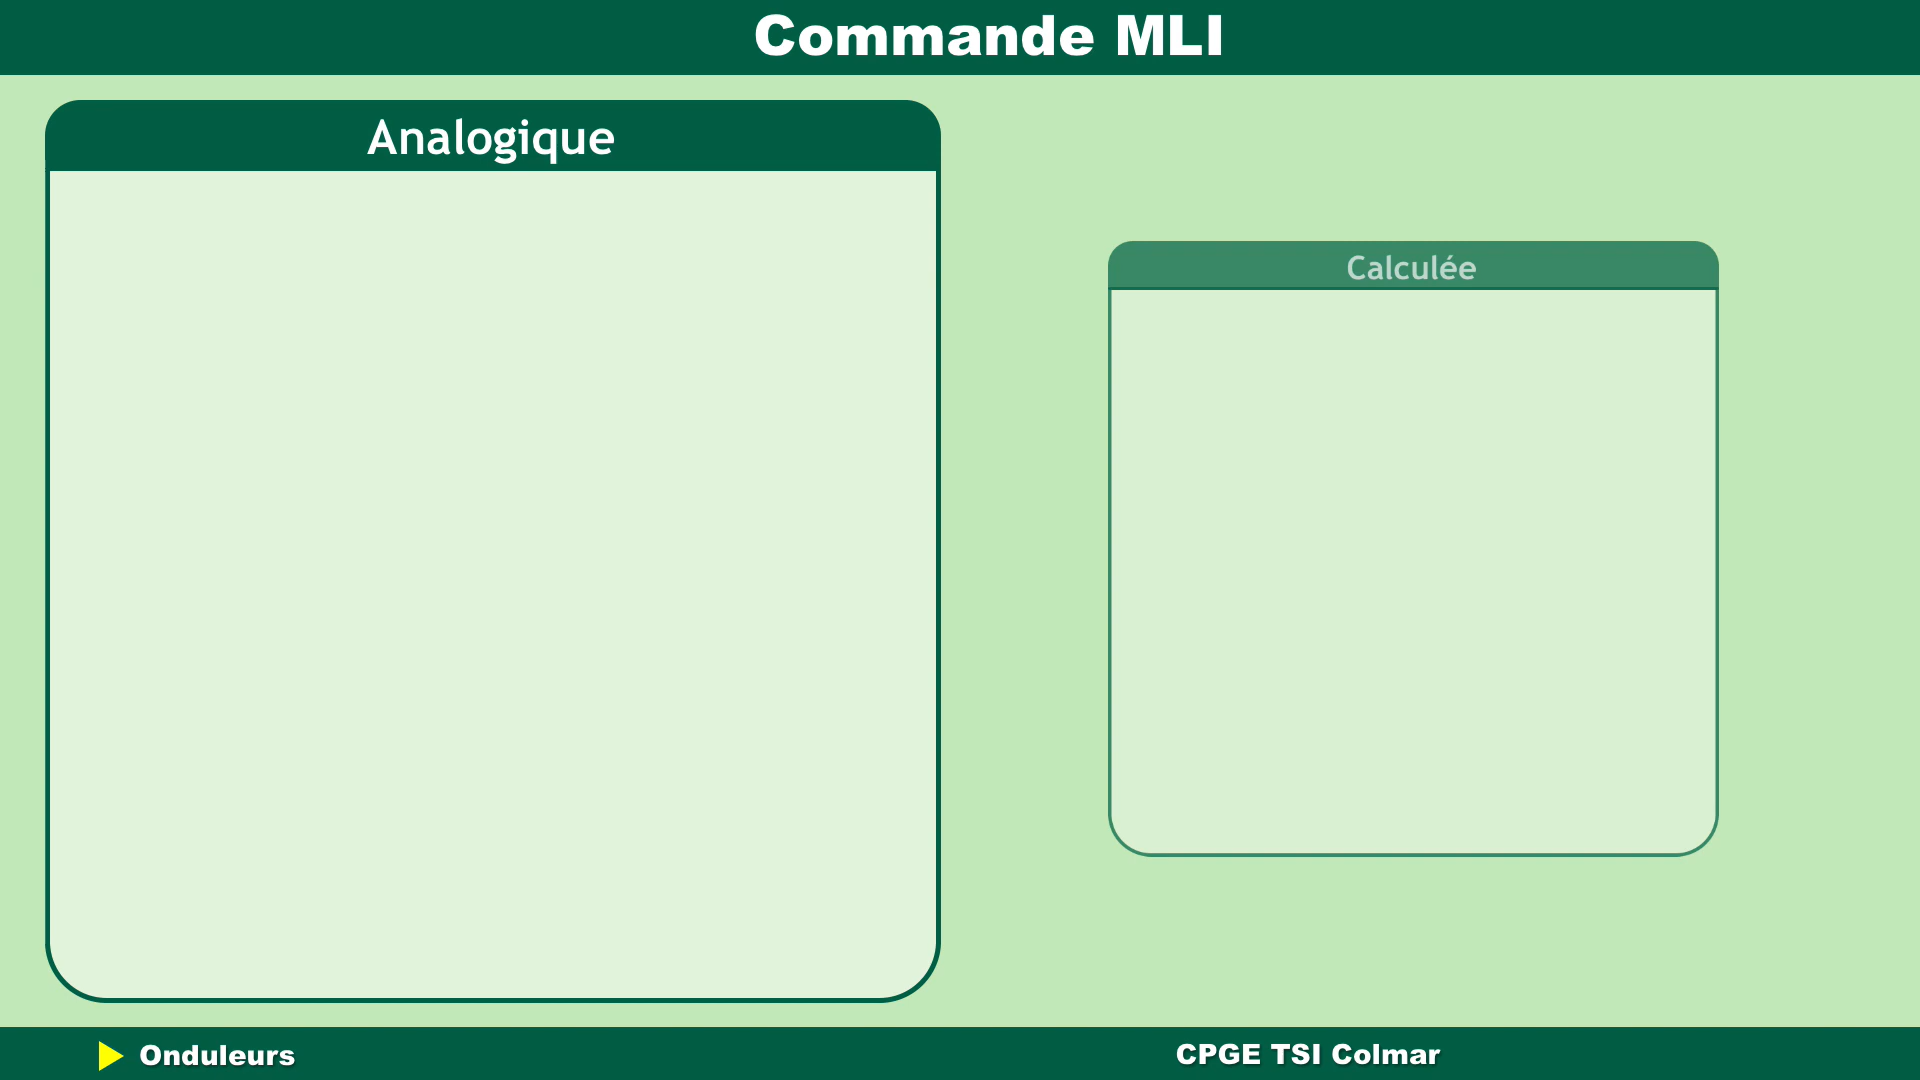 Commande MLI
Analogique
Calculée
Onduleurs
CPGE TSI Colmar